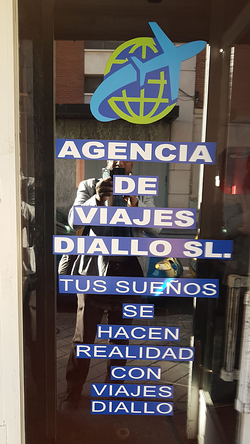 AGENCIA
DE
VIAJES
DIALLO SL.
TUS SUEÑOS
SE
HACEN
REALIDAD
CON
VIAJES
DIALLO